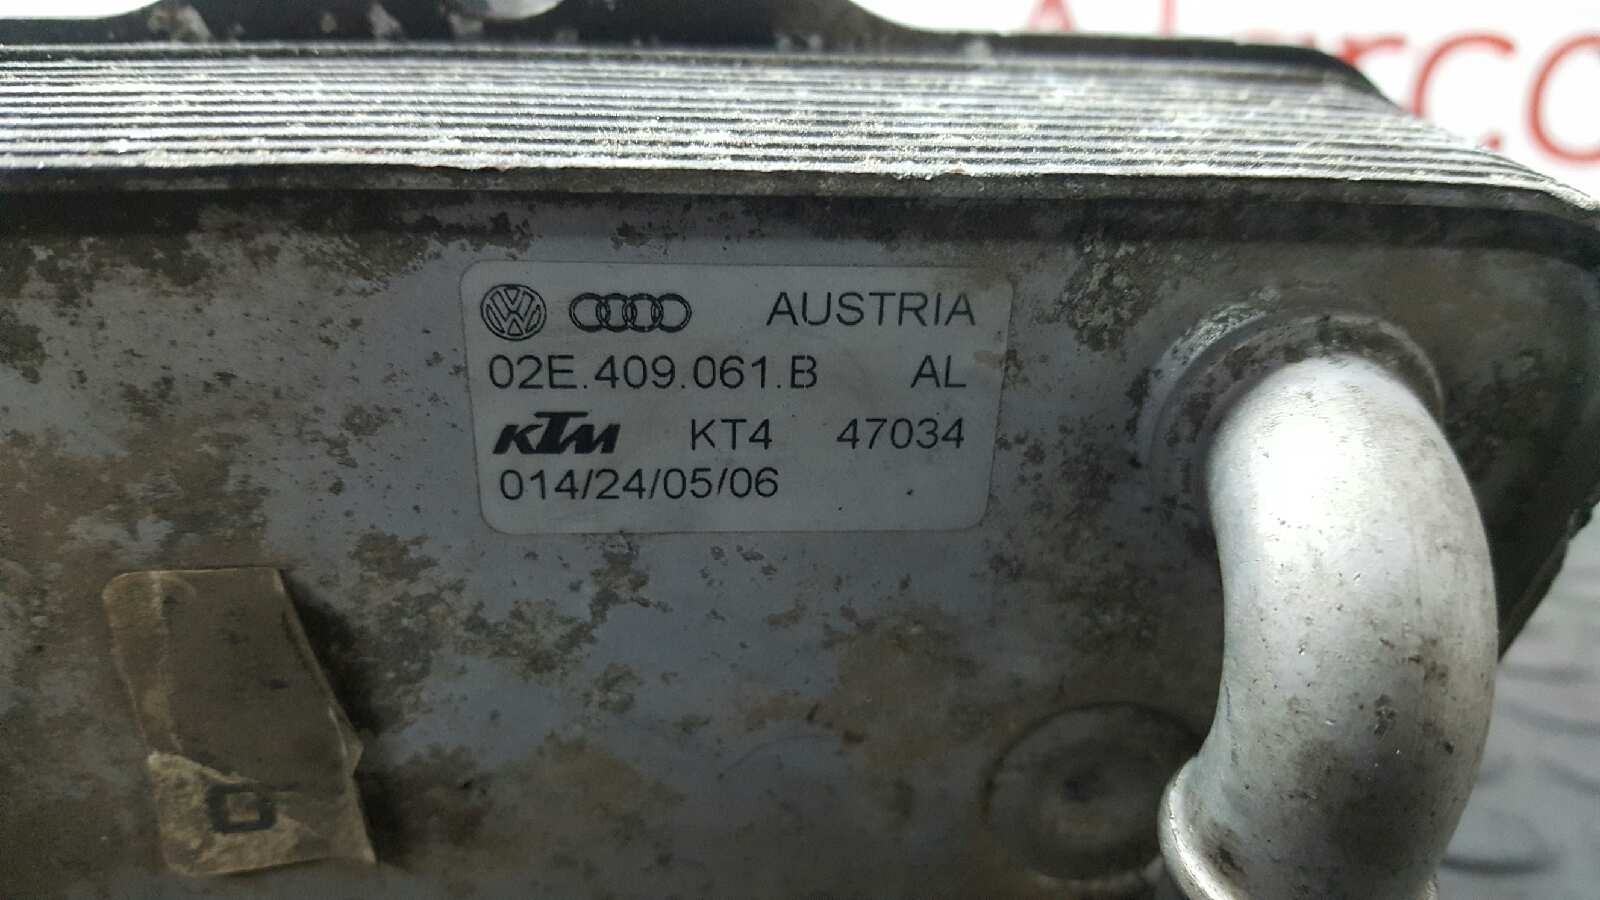 AUSTRIA
02E.409.061.B AL
KTM KT4 47034
014/24/05/06